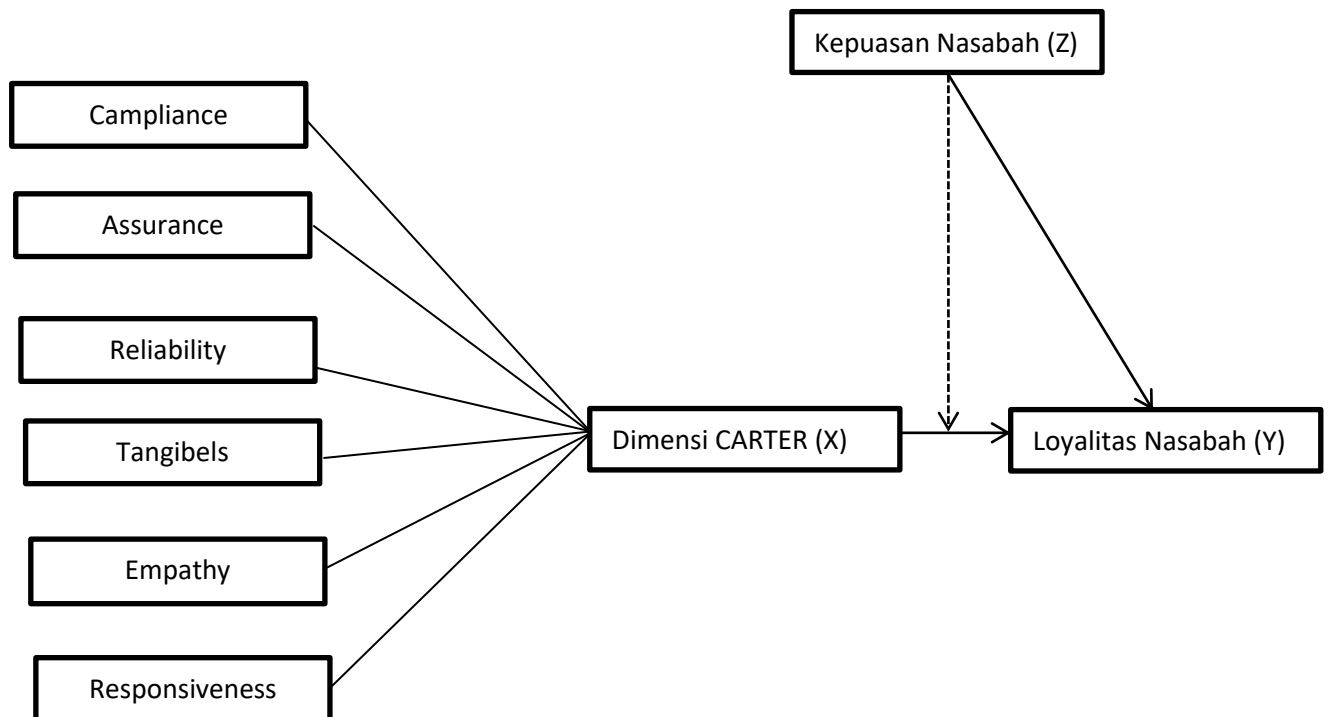 Kepuasan Nasabah (Z)
Campliance
Assurance
Reliability
Tangibels
Empathy
Responsiveness
Dimensi CARTER (X)
Loyalitas Nasabah (Y)